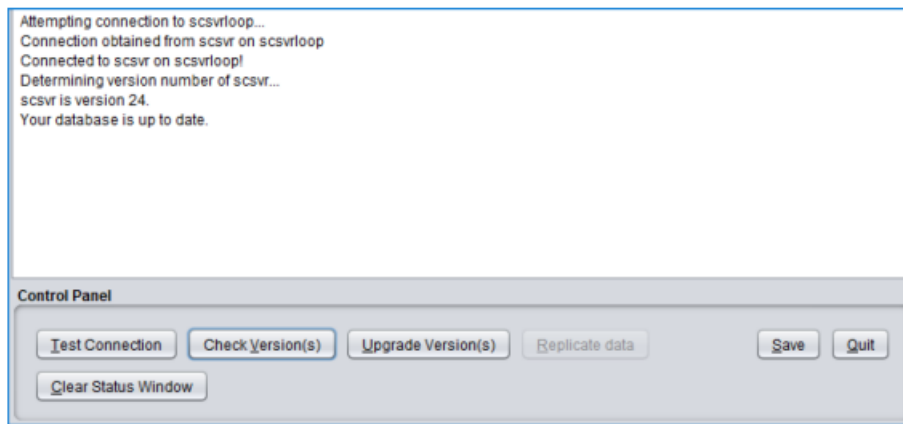 Attempting connection to scsvrloop...
Connection obtained from scsvr on scsvrloop
Connected to scsvr on scsvrloop!
Determining version number of scsvr...
scsvr is version 24.
Your database is up to date.
Control Panel
Test Connection Check Version(s) Upgrade Version(s) Replicate data Save Quit
Clear Status Window